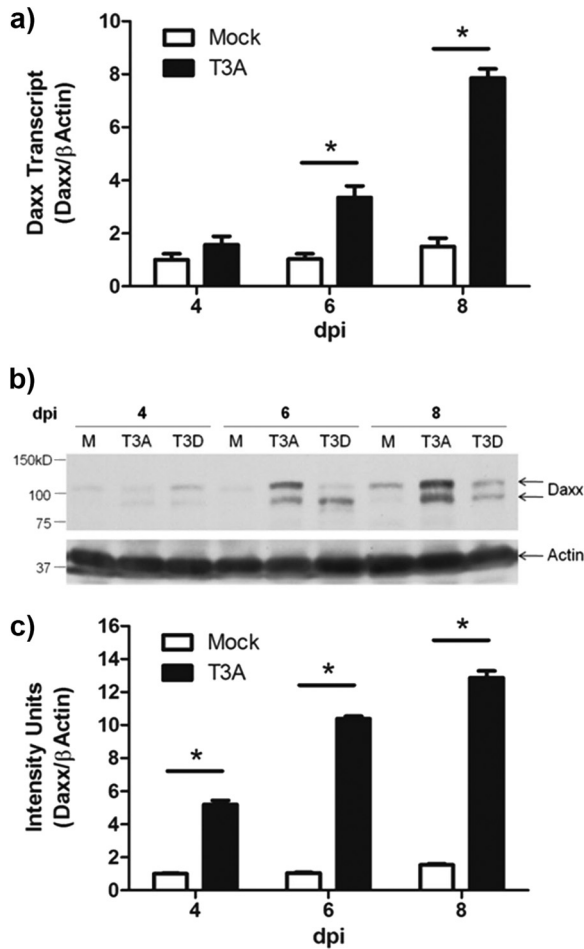 a)
Daxx Transcript
(Daxx/βActin)
10
8
6
4
2
0
Mock
T3A
*
*
4 6 8
dpi
b)
dpi 4 6 8
M T3A T3D M T3A T3D M T3A T3D
150kD
100
75
37
Daxx
Actin
c)
Intensity Units
(Daxx/βActin)
16
14
12
10
8
6
4
2
0
Mock
T3A
*
*
*
4 6 8
dpi